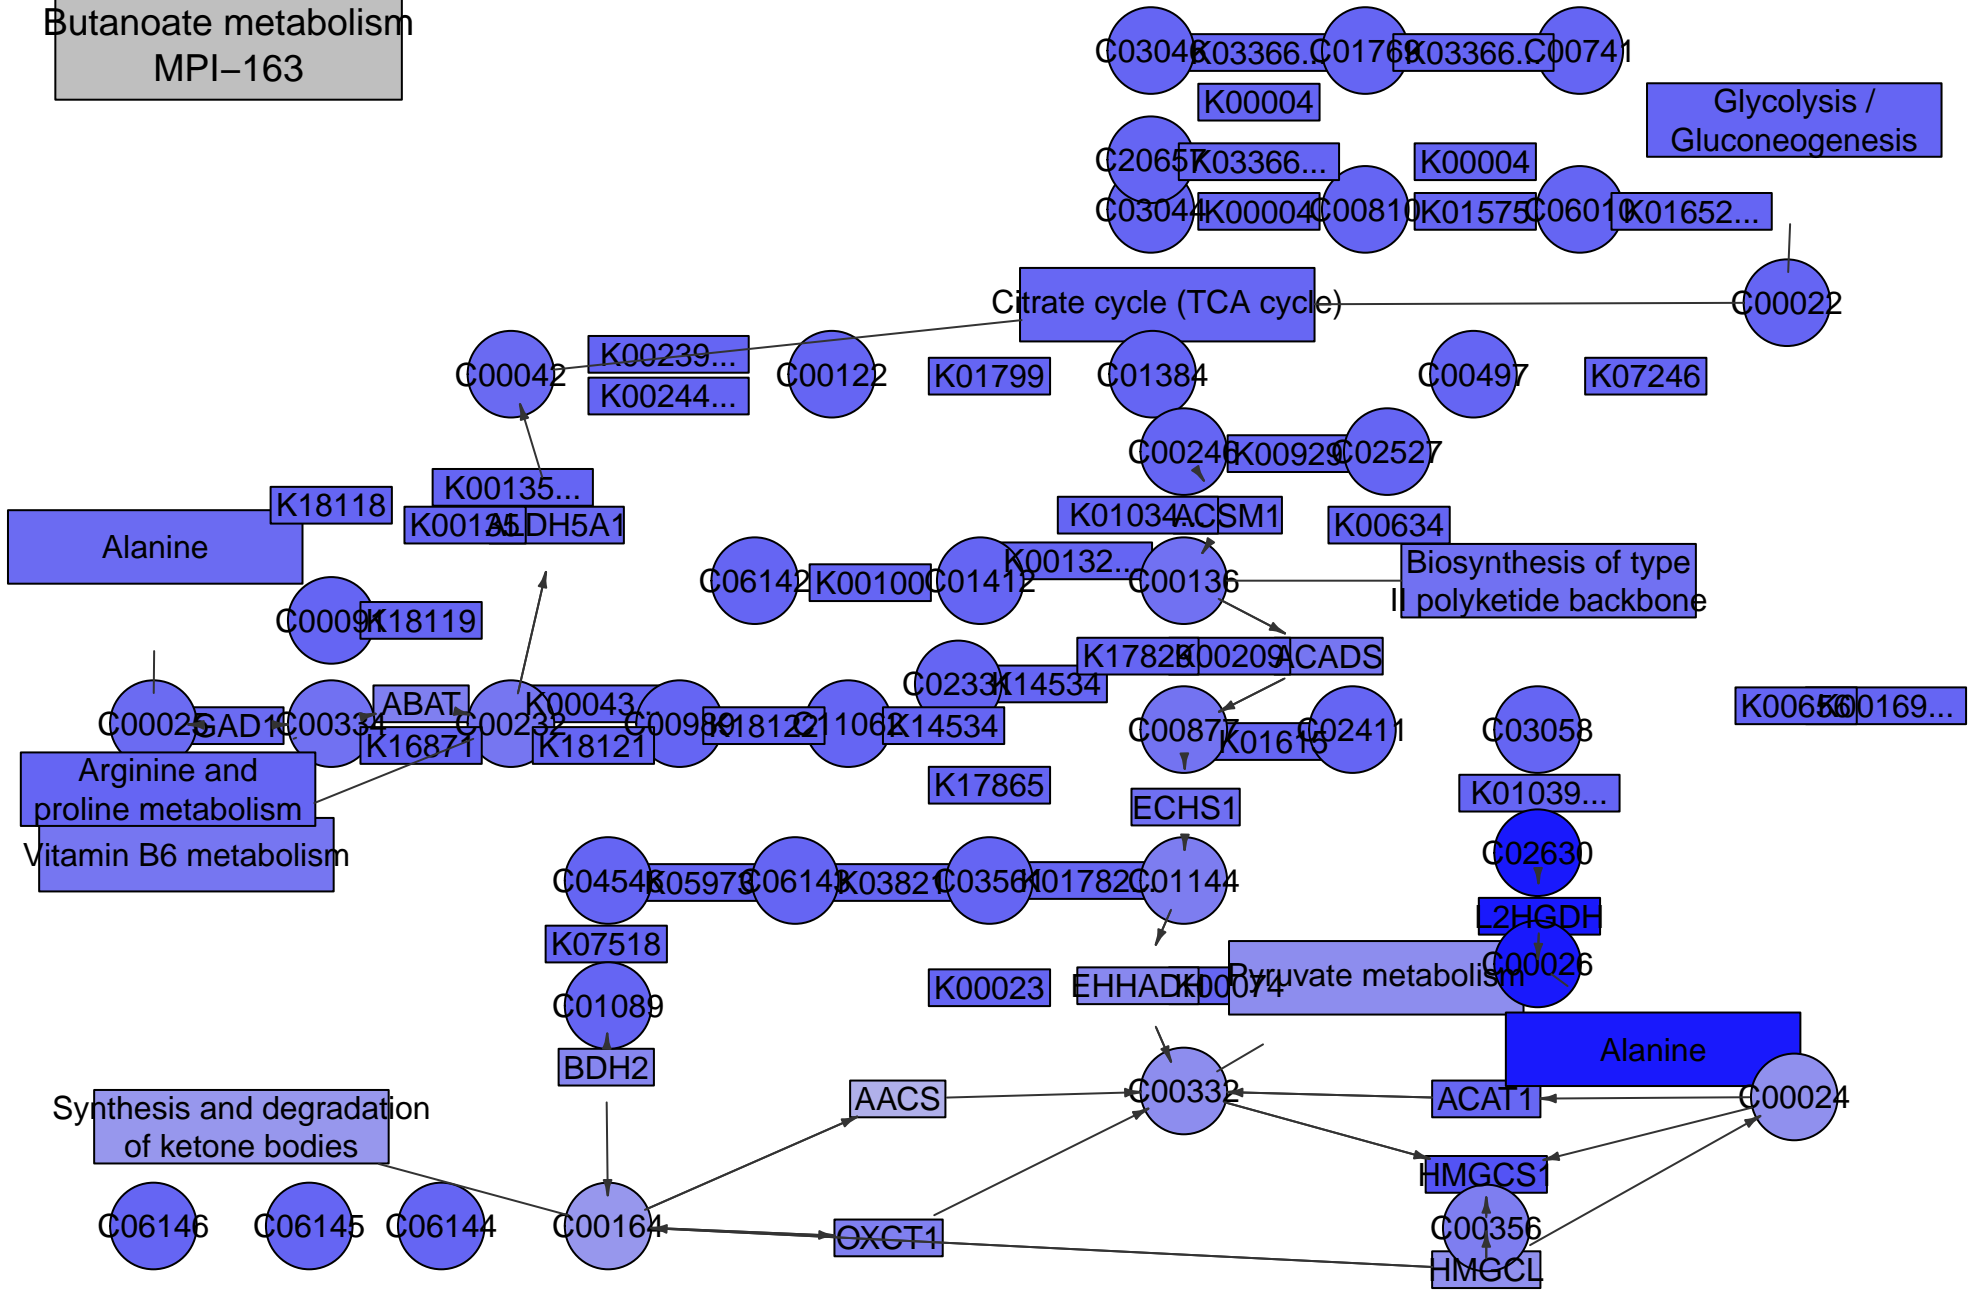 Butanoate metabolism
MPI−163
C03046
K03366...
C01769
K03366...
C00741
K00004
Glycolysis /
Gluconeogenesis
C20657
K03366...
K00004
C03044
K00004
C00810
K01575
C06010
K01652...
Citrate cycle (TCA cycle)
C00022
C00042
K00239...
K00244...
C00122
K01799
C01384
C00497
K07246
C00246
K00929
C02527
K18118
K00135...
K00135
ALDH5A1
K01034...
ACSM1
K00634
Alanine
C06142
K00100
C01412
K00132...
C00136
Biosynthesis of type
II polyketide backbone
C00091
K18119
K17829
K00209
ACADS
C02331
K14534
C00025
GAD1
C00334
ABAT
K16871
C00232
K00043...
K18121
C00989
K18122
C11062
K14534
C00877
K01615
C02411
C03058
K00656
K00169...
Arginine and
proline metabolism
K17865
ECHS1
K01039...
Vitamin B6 metabolism
C04546
K05973
C06143
K03821
C03561
K01782...
C01144
C02630
L2HGDH
K07518
C01089
K00023
EHHADH
K00074
Pyruvate metabolism
C00026
BDH2
Alanine
Synthesis and degradation
of ketone bodies
AACS
C00332
ACAT1
C00024
HMGCS1
C06146
C06145
C06144
C00164
OXCT1
C00356
HMGCL